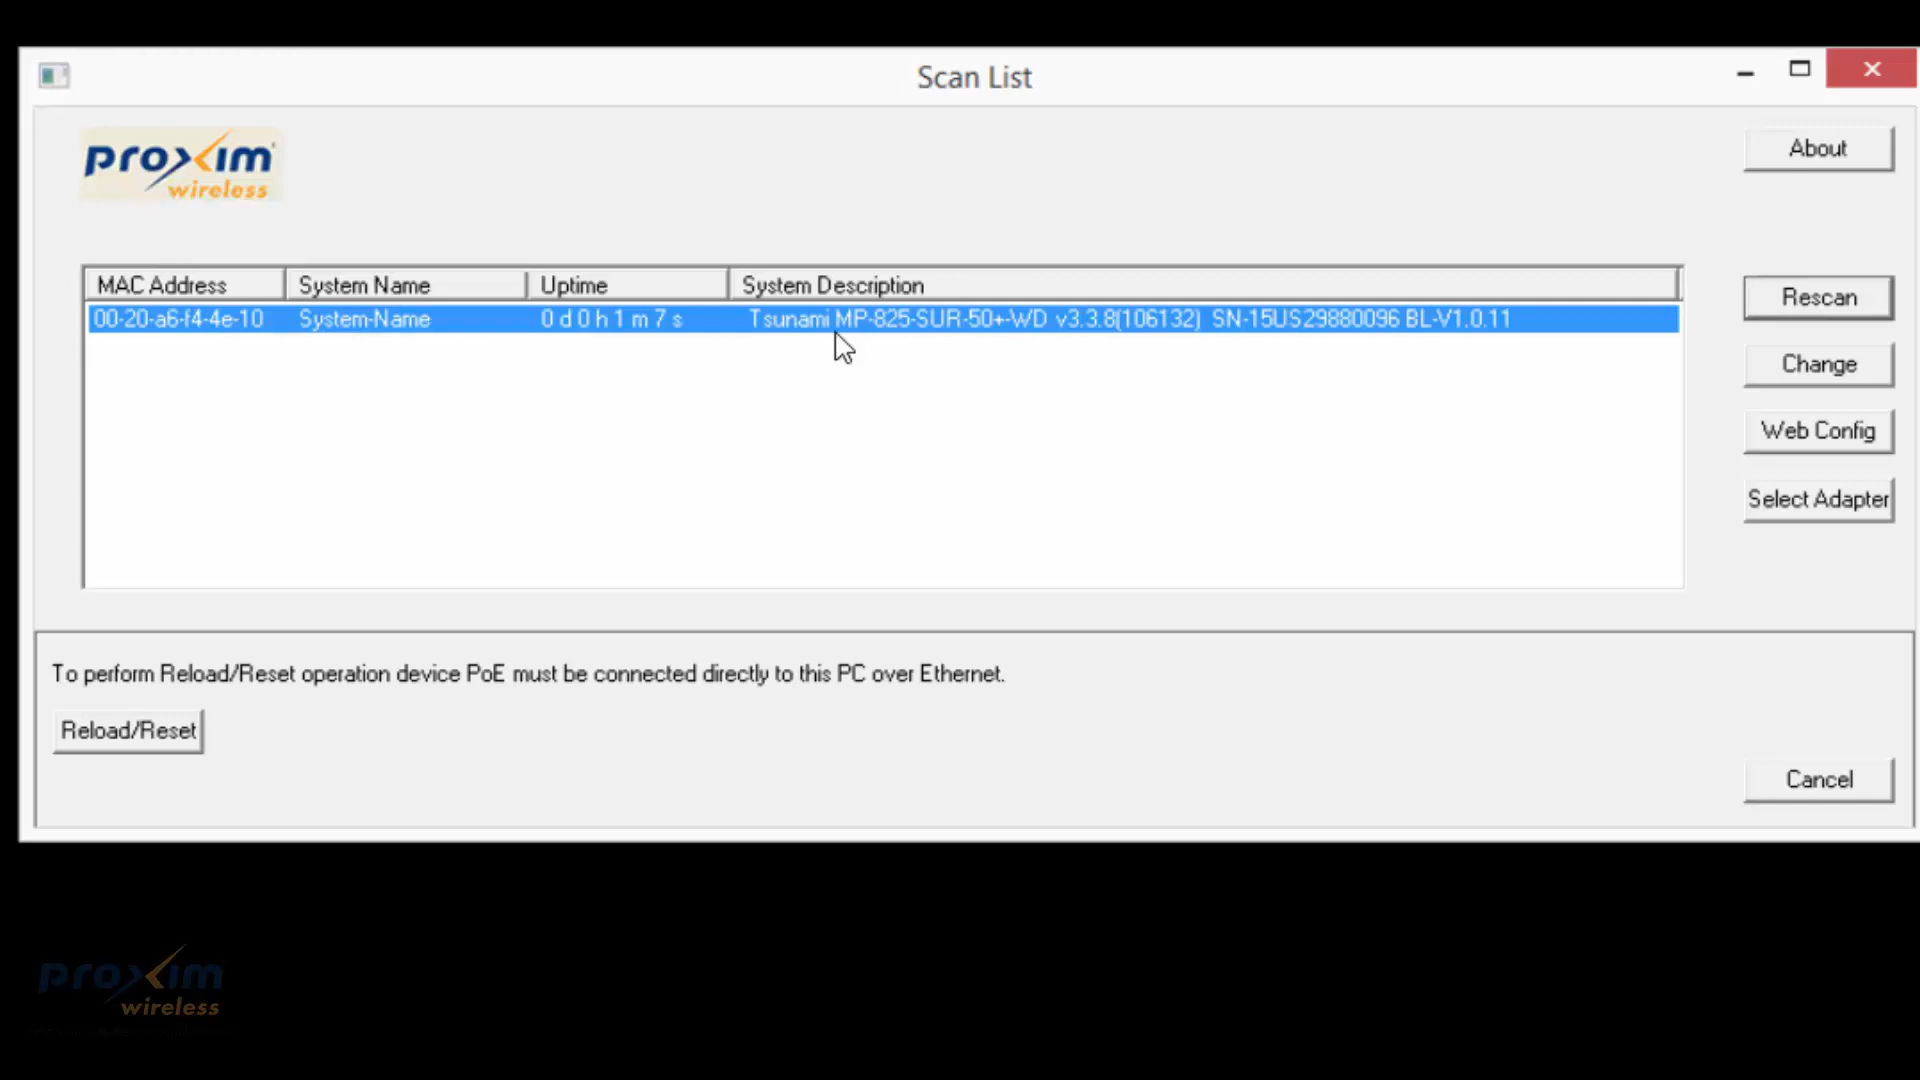 Scan List
proxim
wireless
About
MAC Address System Name Uptime System Description
00-20-a6-f4-4e-10 System-Name 0 d 0 h 1 m 7 s Tsunami MP-825-SUR-50+-WD v3.3.8(106132) SN-15US29880096 BL-V1.0.11
Rescan
Change
Web Config
Select Adapter
To perform Reload/Reset operation device PoE must be connected directly to this PC over Ethernet.
Reload/Reset
Cancel
proxim
wireless